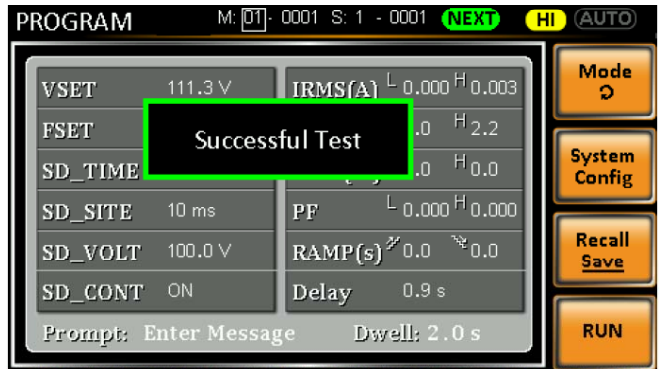 PROGRAM M: 01- 0001 S: 1 - 0001 NEXT HI (AUTO)
VSET 111.3 V IRMS(A) L 0.000 H 0.003
FSET .0 H 2.2
Successful Test
SD_TIME .0 H 0.0
SD_SITE 10 ms PF L 0.000 H 0.000
SD_VOLT 100.0 V RAMP(s) 0.0 0.0
SD_CONT ON Delay 0.9 s
Prompt: Enter Message Dwell: 2.0 s
Mode
System
Config
Recall
Save
RUN